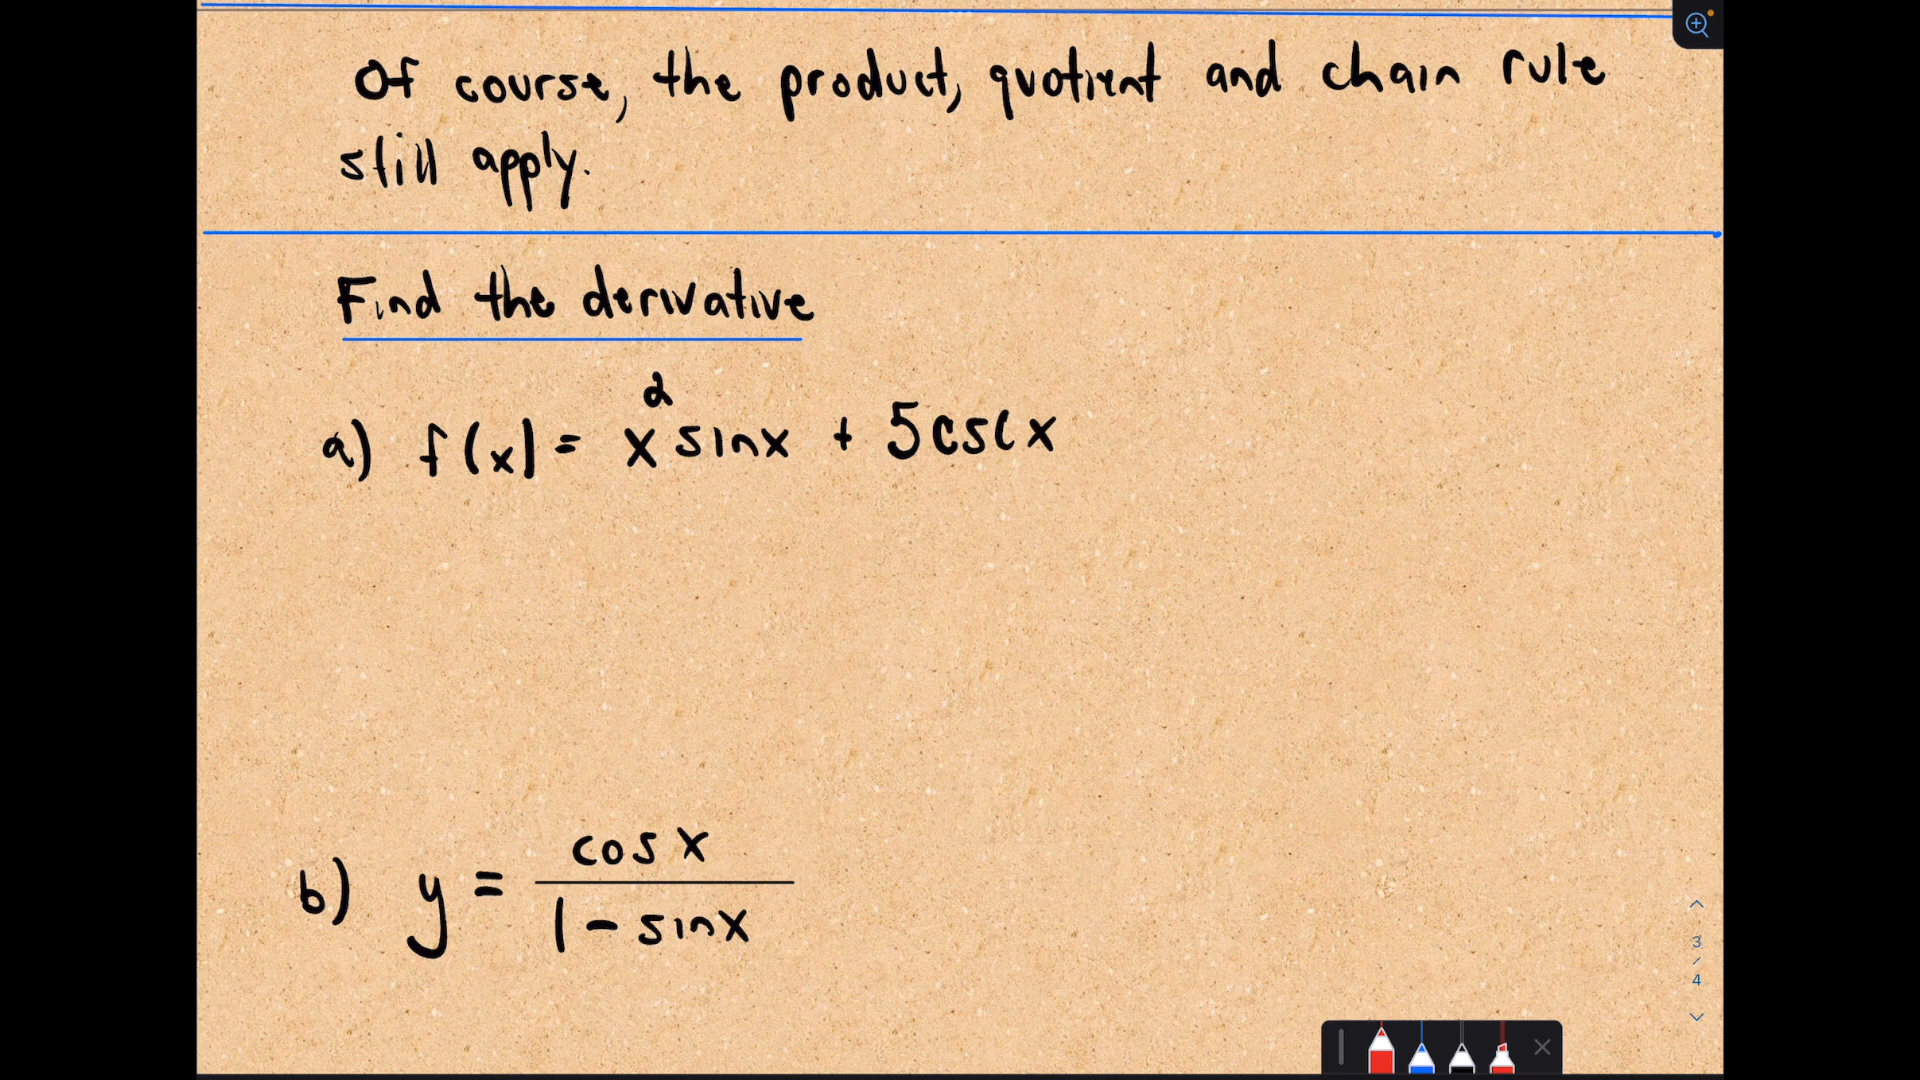 Of course, the product, quotient and chain rule
still apply.
Find the derivative
a) f(x) = x² sinx + 5cscx
b) y = cos x / 1 - sinx
3
/
4